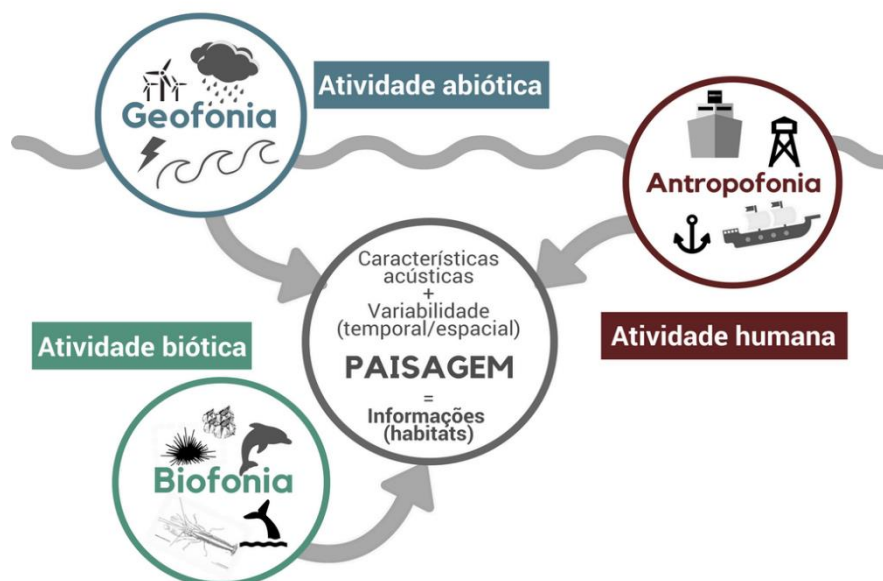 Geofonia
Atividade abiótica
Antropofonia
Atividade humana
Características
acústicas
+
Variabilidade
(temporal/espacial)
PAISAGEM
=
Informações
(habitats)
Atividade biótica
Biofonia